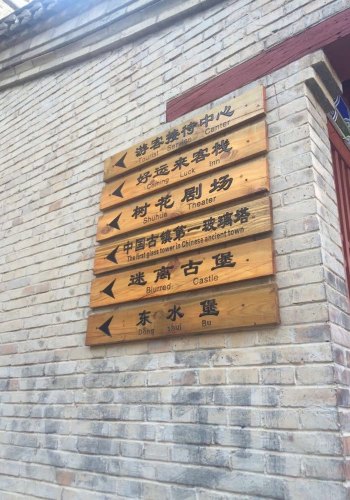 游客接待中心
Tourist Service Center
好运来客栈
Coming Luck Inn
树花剧场
Shuhua Theater
中国古镇第一玻璃塔
The first glass tower in Chinese ancient town
迷离古堡
Blurred Castle
东水堡
Dong shui Bu